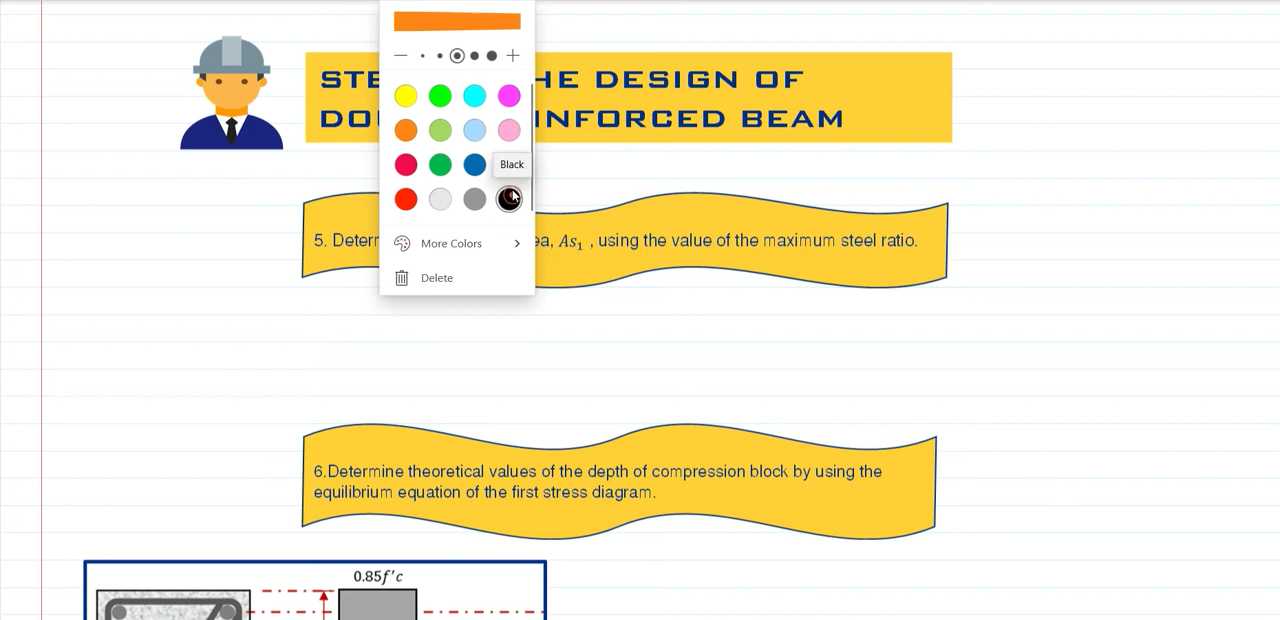 STE HE DESIGN OF
DOU INFORCED BEAM
Black
5. Determ ea, As₁ , using the value of the maximum steel ratio.
More Colors
Delete
6.Determine theoretical values of the depth of compression block by using the
equilibrium equation of the first stress diagram.
0.85f'c